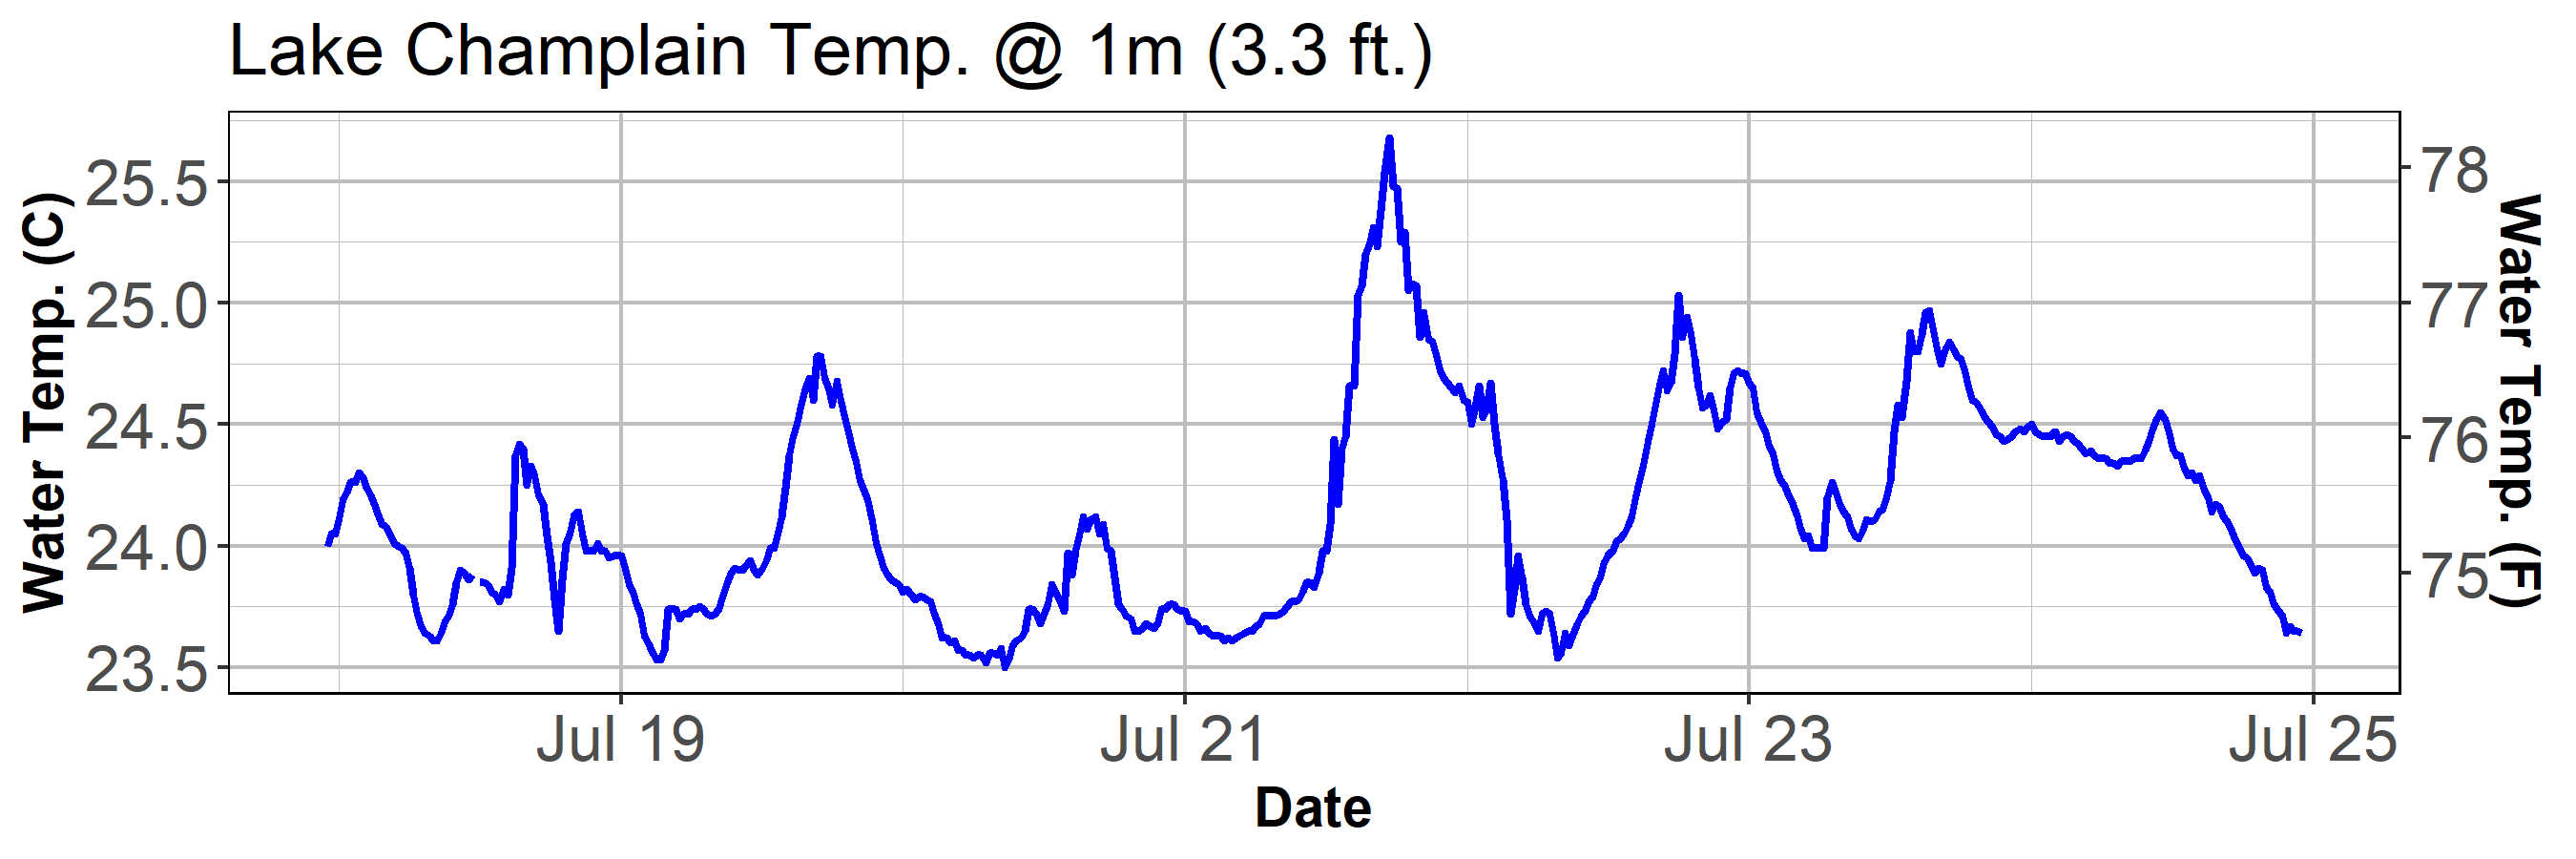 Lake Champlain Temp. @ 1m (3.3 ft.)
Water Temp. (C)
25.5
25.0
24.5
24.0
23.5
78
77
76
75
Water Temp. (F)
Jul 19 Jul 21 Jul 23 Jul 25
Date